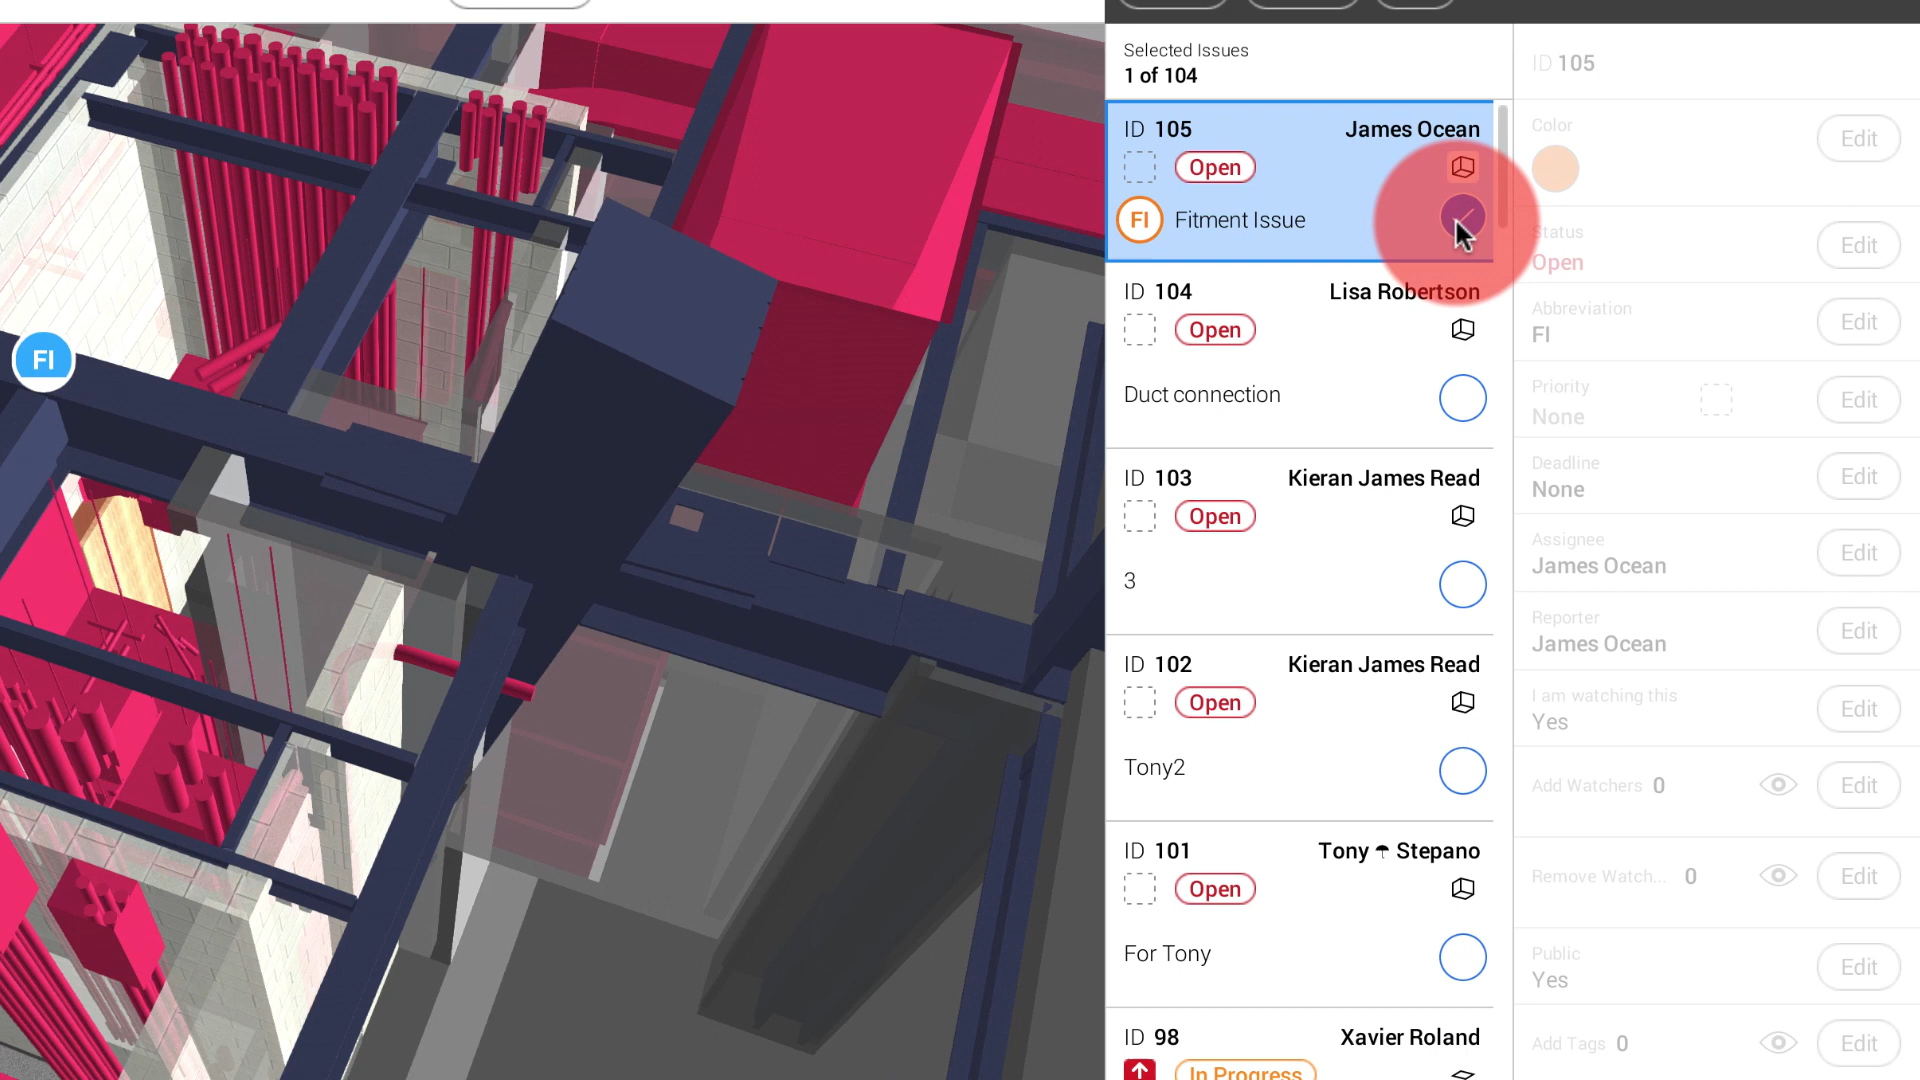 FI
Selected Issues
1 of 104
ID 105 James Ocean
Open
FI Fitment Issue
ID 104 Lisa Robertson
Open
Duct connection
ID 103 Kieran James Read
Open
3
ID 102 Kieran James Read
Open
Tony2
ID 101 Tony ☂ Stepano
Open
For Tony
ID 98 Xavier Roland
In Progress
ID 105
Color
Edit
Status
Open
Edit
Abbreviation
FI
Edit
Priority
None
Edit
Deadline
None
Edit
Assignee
James Ocean
Edit
Reporter
James Ocean
Edit
I am watching this
Yes
Edit
Add Watchers 0 Edit
Remove Watch... 0 Edit
Public
Yes
Edit
Add Tags 0 Edit